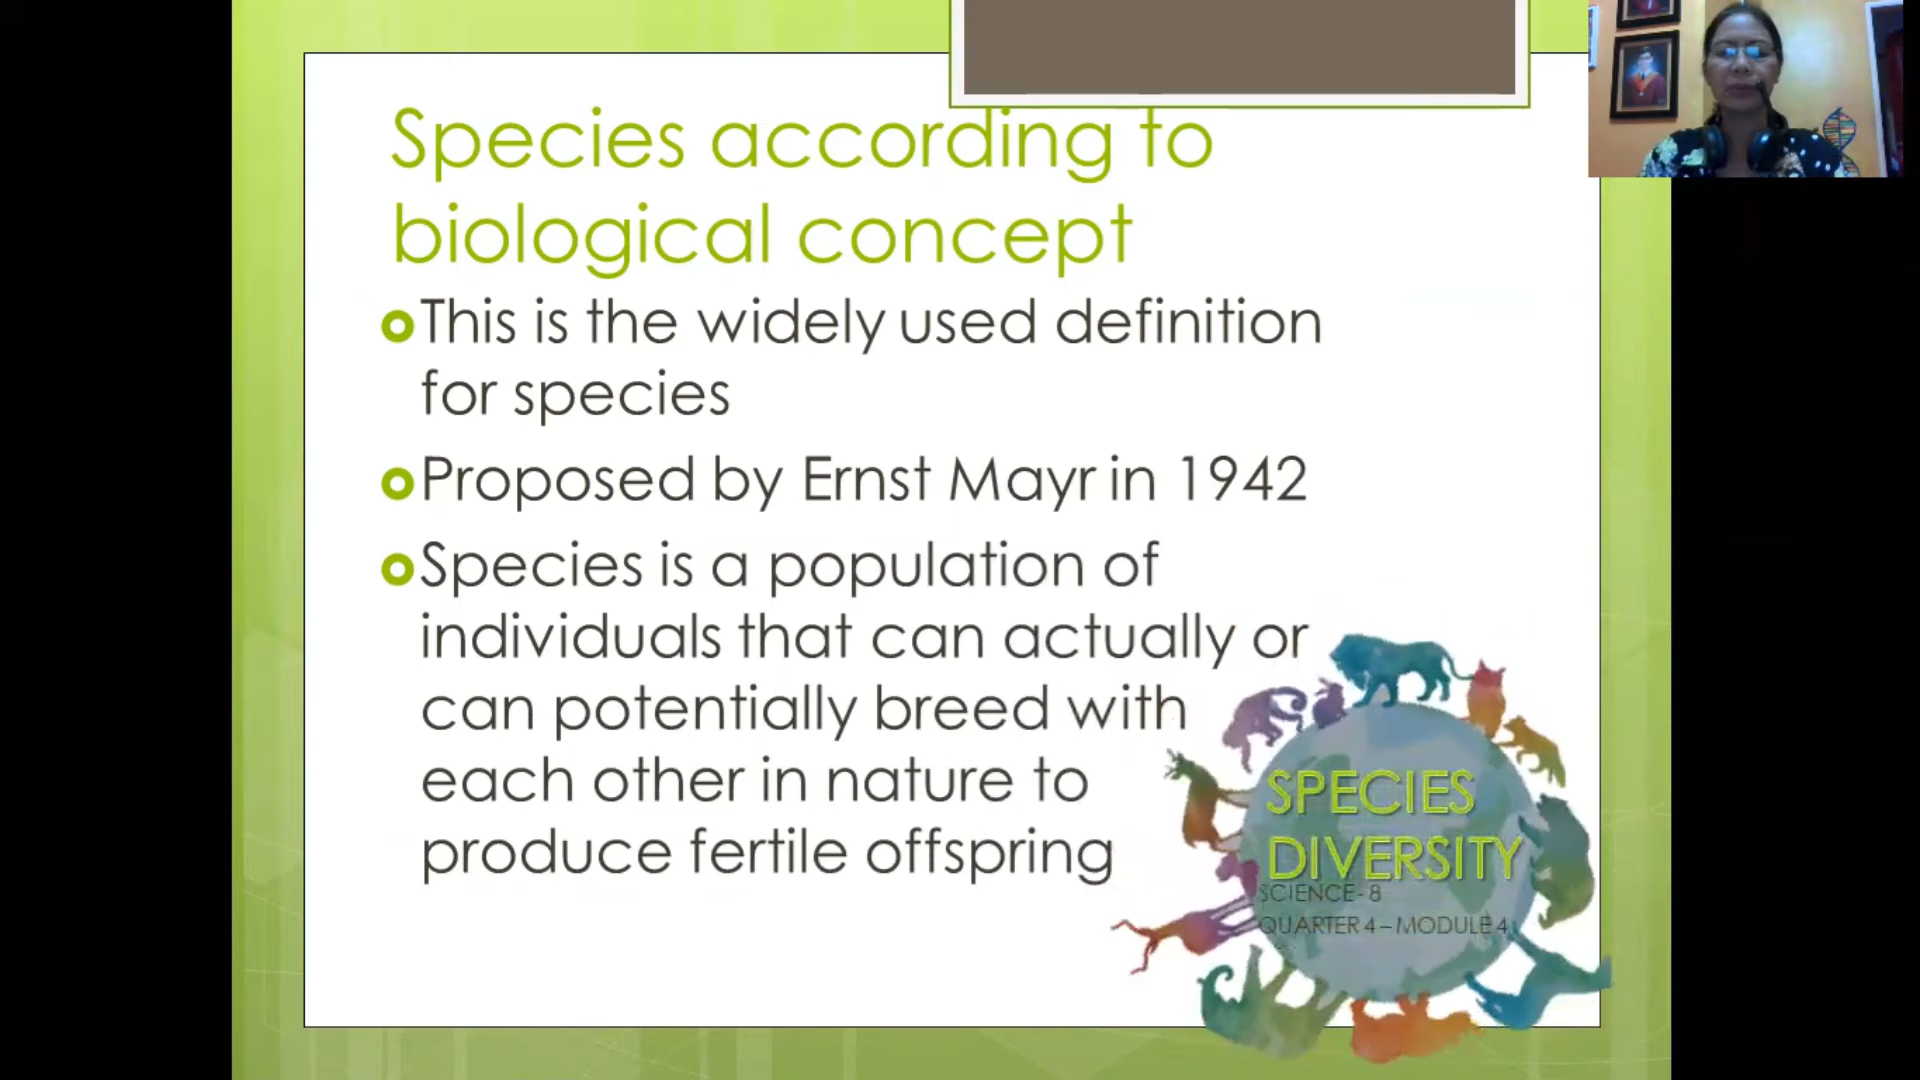 Species according to
biological concept
This is the widely used definition
for species
Proposed by Ernst Mayr in 1942
Species is a population of
individuals that can actually or
can potentially breed with
each other in nature to
produce fertile offspring
SPECIES
DIVERSITY
SCIENCE- 8
QUARTER 4 – MODULE 4